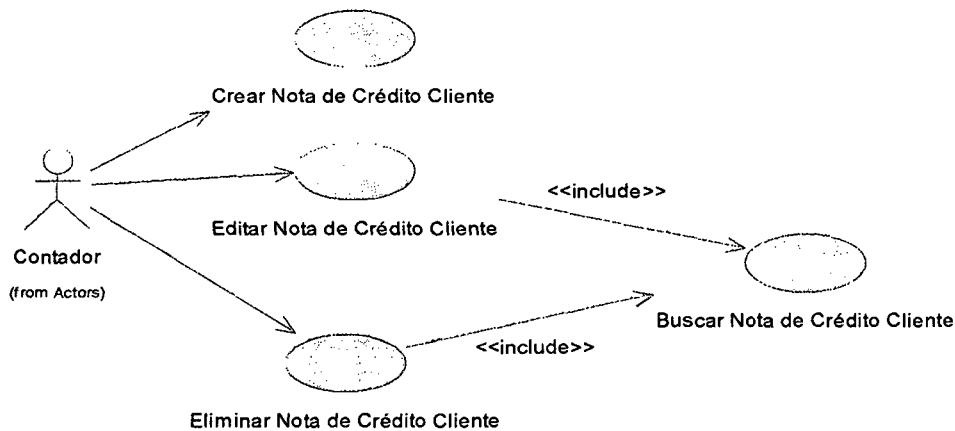 Crear Nota de Crédito Cliente
<<include>>
Editar Nota de Crédito Cliente
Contador
(from Actors)
Buscar Nota de Crédito Cliente
<<include>>
Eliminar Nota de Crédito Cliente